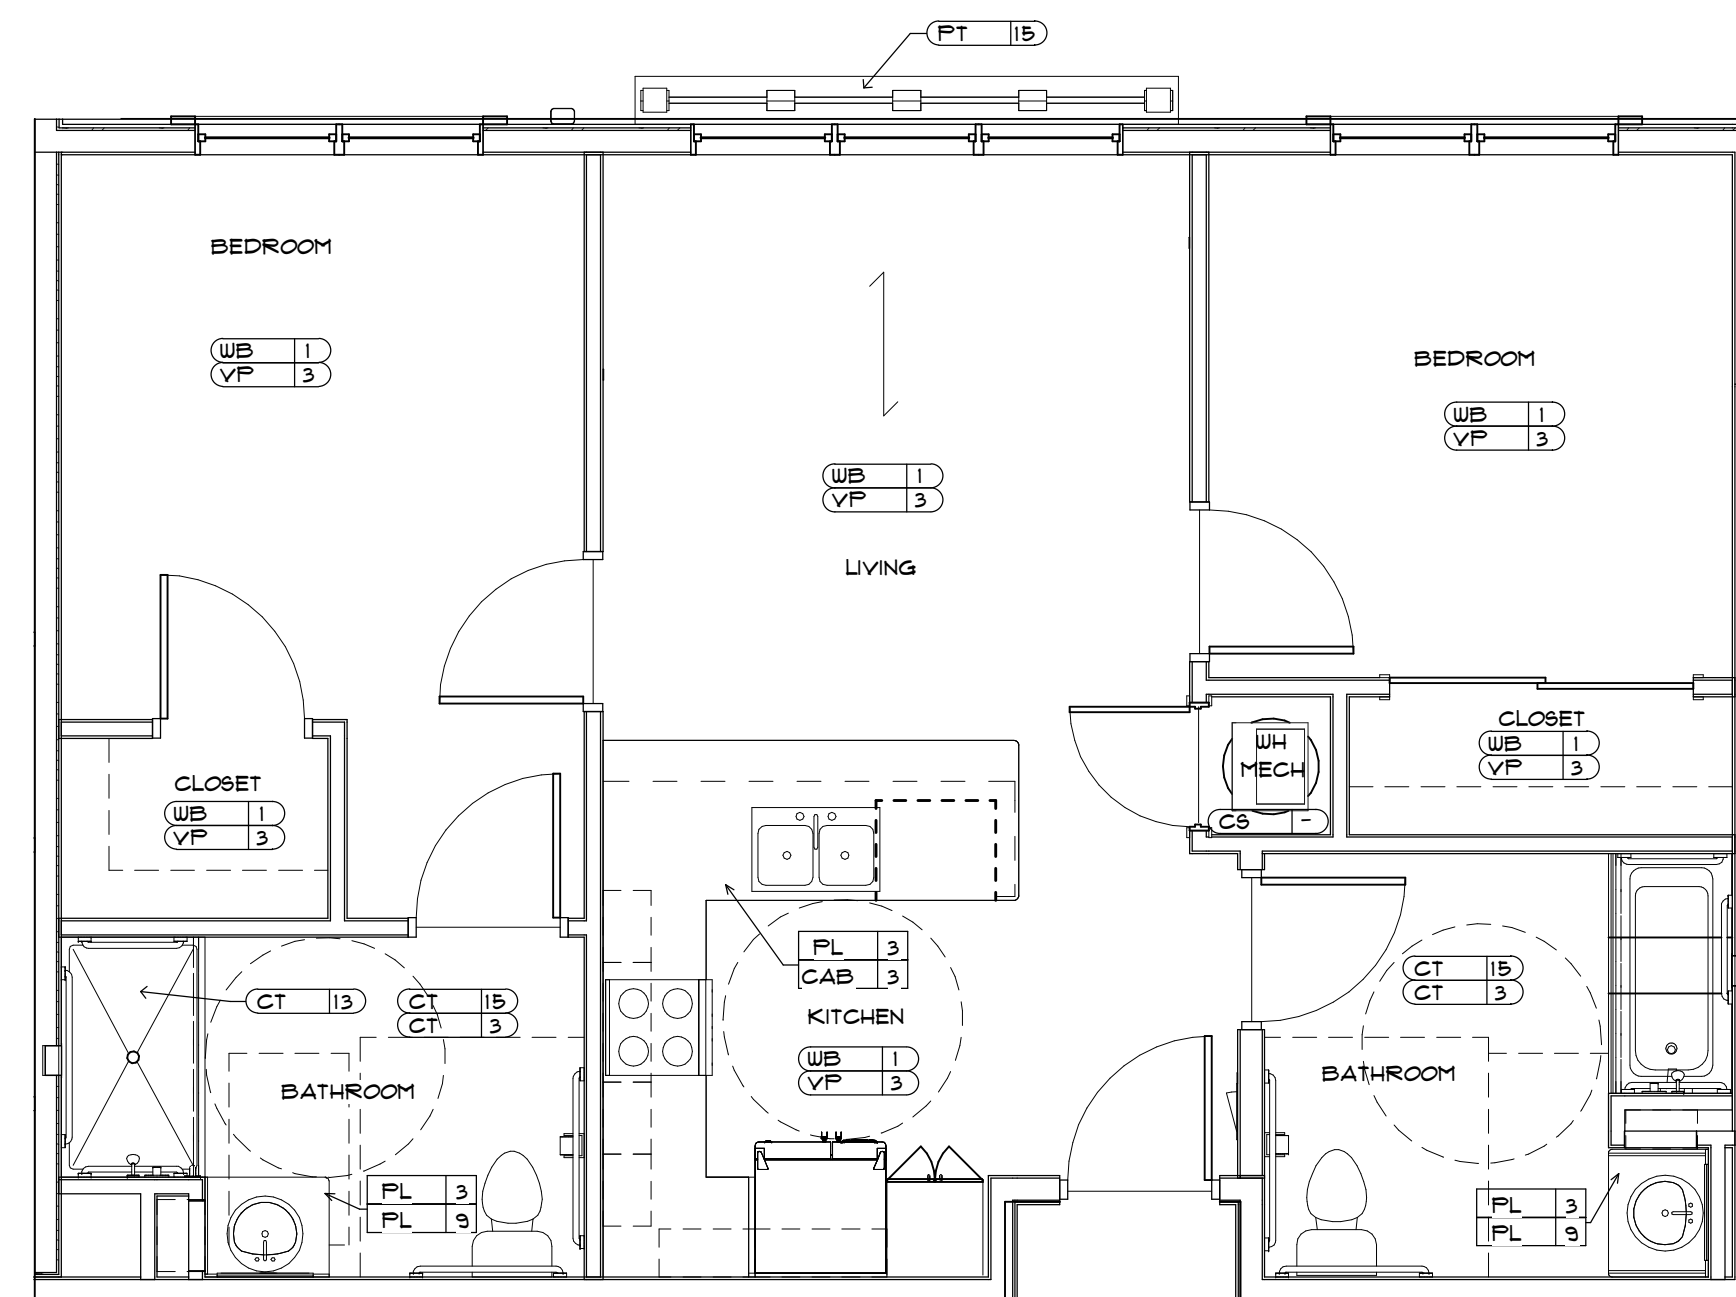 PT 15
BEDROOM
WB 1
VP 3
BEDROOM
WB 1
VP 3
WB 1
VP 3
LIVING
CLOSET
WB 1
VP 3
WH
MECH
CS -
CLOSET
WB 1
VP 3
PL 3
CAB 3
KITCHEN
WB 1
VP 3
CT 13
CT 15
CT 3
BATHROOM
PL 3
PL 9
CT 15
CT 3
BATHROOM
PL 3
PL 9